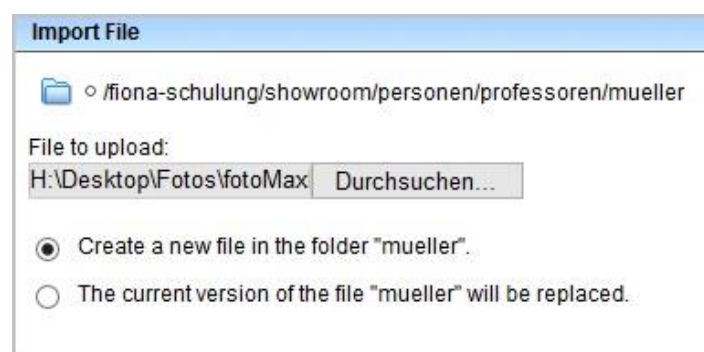 Import File
/fiona-schulung/showroom/personen/professoren/mueller
File to upload:
H:\Desktop\Fotos\fotoMax Durchsuchen...
Create a new file in the folder "mueller".
The current version of the file "mueller" will be replaced.